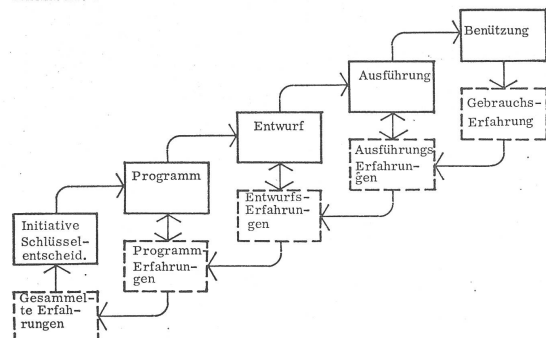 Benützung
Ausführung
Gebrauchs-
Erfahrung
Entwurf
Ausführungs
Erfahrun-
gen
Programm
Entwurfs-
Erfahrun-
gen
Initiative
Schlüssel-
entscheid.
Programm
Erfahrun-
gen
Gesammel-
te Erfah-
rungen